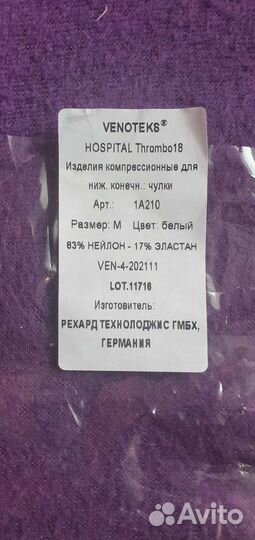 VENOTEKS®
HOSPITAL Thrombo18
Изделия компрессионные для
ниж. конечн.: чулки
Арт.: 1А210
Размер: М Цвет: белый
83% НЕЙЛОН - 17% ЭЛАСТАН
VEN-4-202111
LOT.11716
Изготовитель:
РЕХАРД ТЕХНОЛОДЖИС ГМБХ,
ГЕРМАНИЯ
Avito